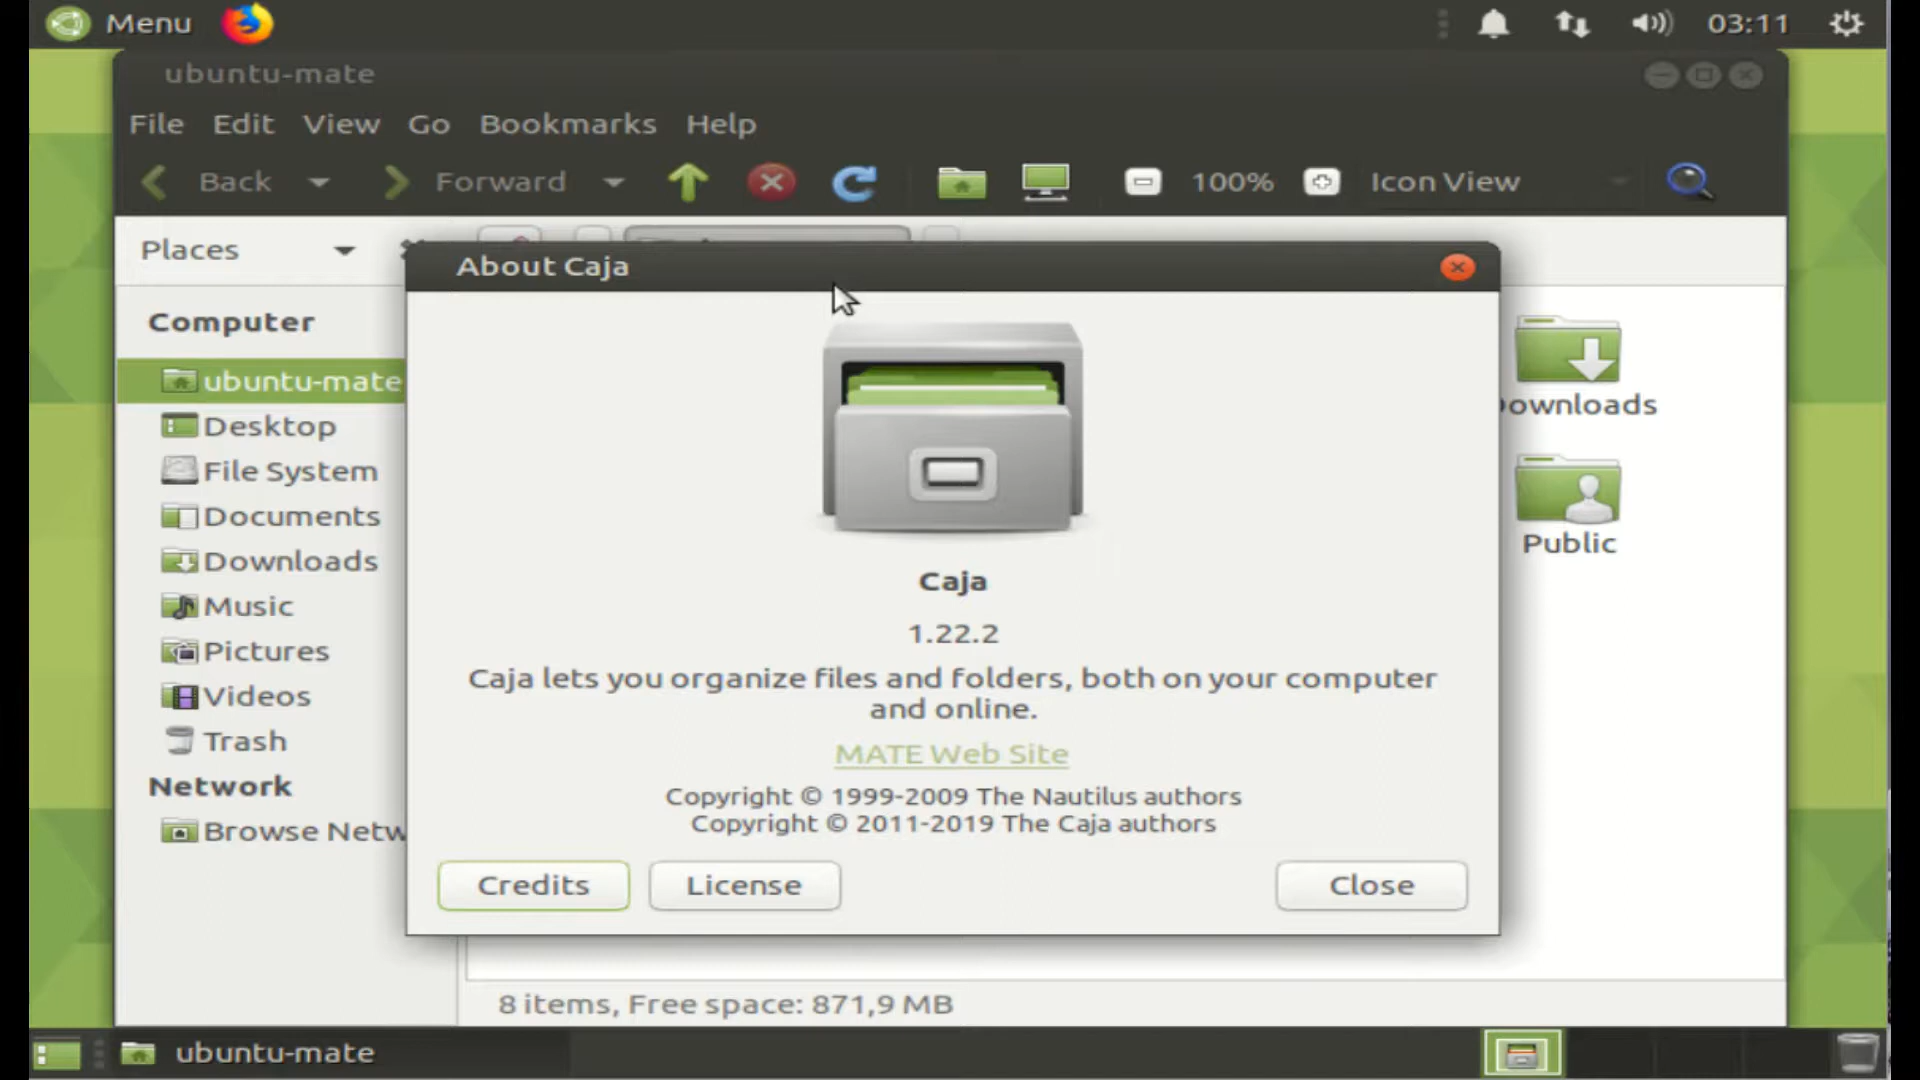 Menu
03:11
ubuntu-mate
File Edit View Go Bookmarks Help
Back Forward 100% Icon View
Places
About Caja
Computer
ubuntu-mate
Desktop
File System
Documents
Downloads
Music
Pictures
Videos
Trash
Network
Browse Netw
Caja
1.22.2
Caja lets you organize files and folders, both on your computer
and online.
MATE Web Site
Copyright © 1999-2009 The Nautilus authors
Copyright © 2011-2019 The Caja authors
Credits License Close
ownloads
Public
8 items, Free space: 871,9 MB
ubuntu-mate